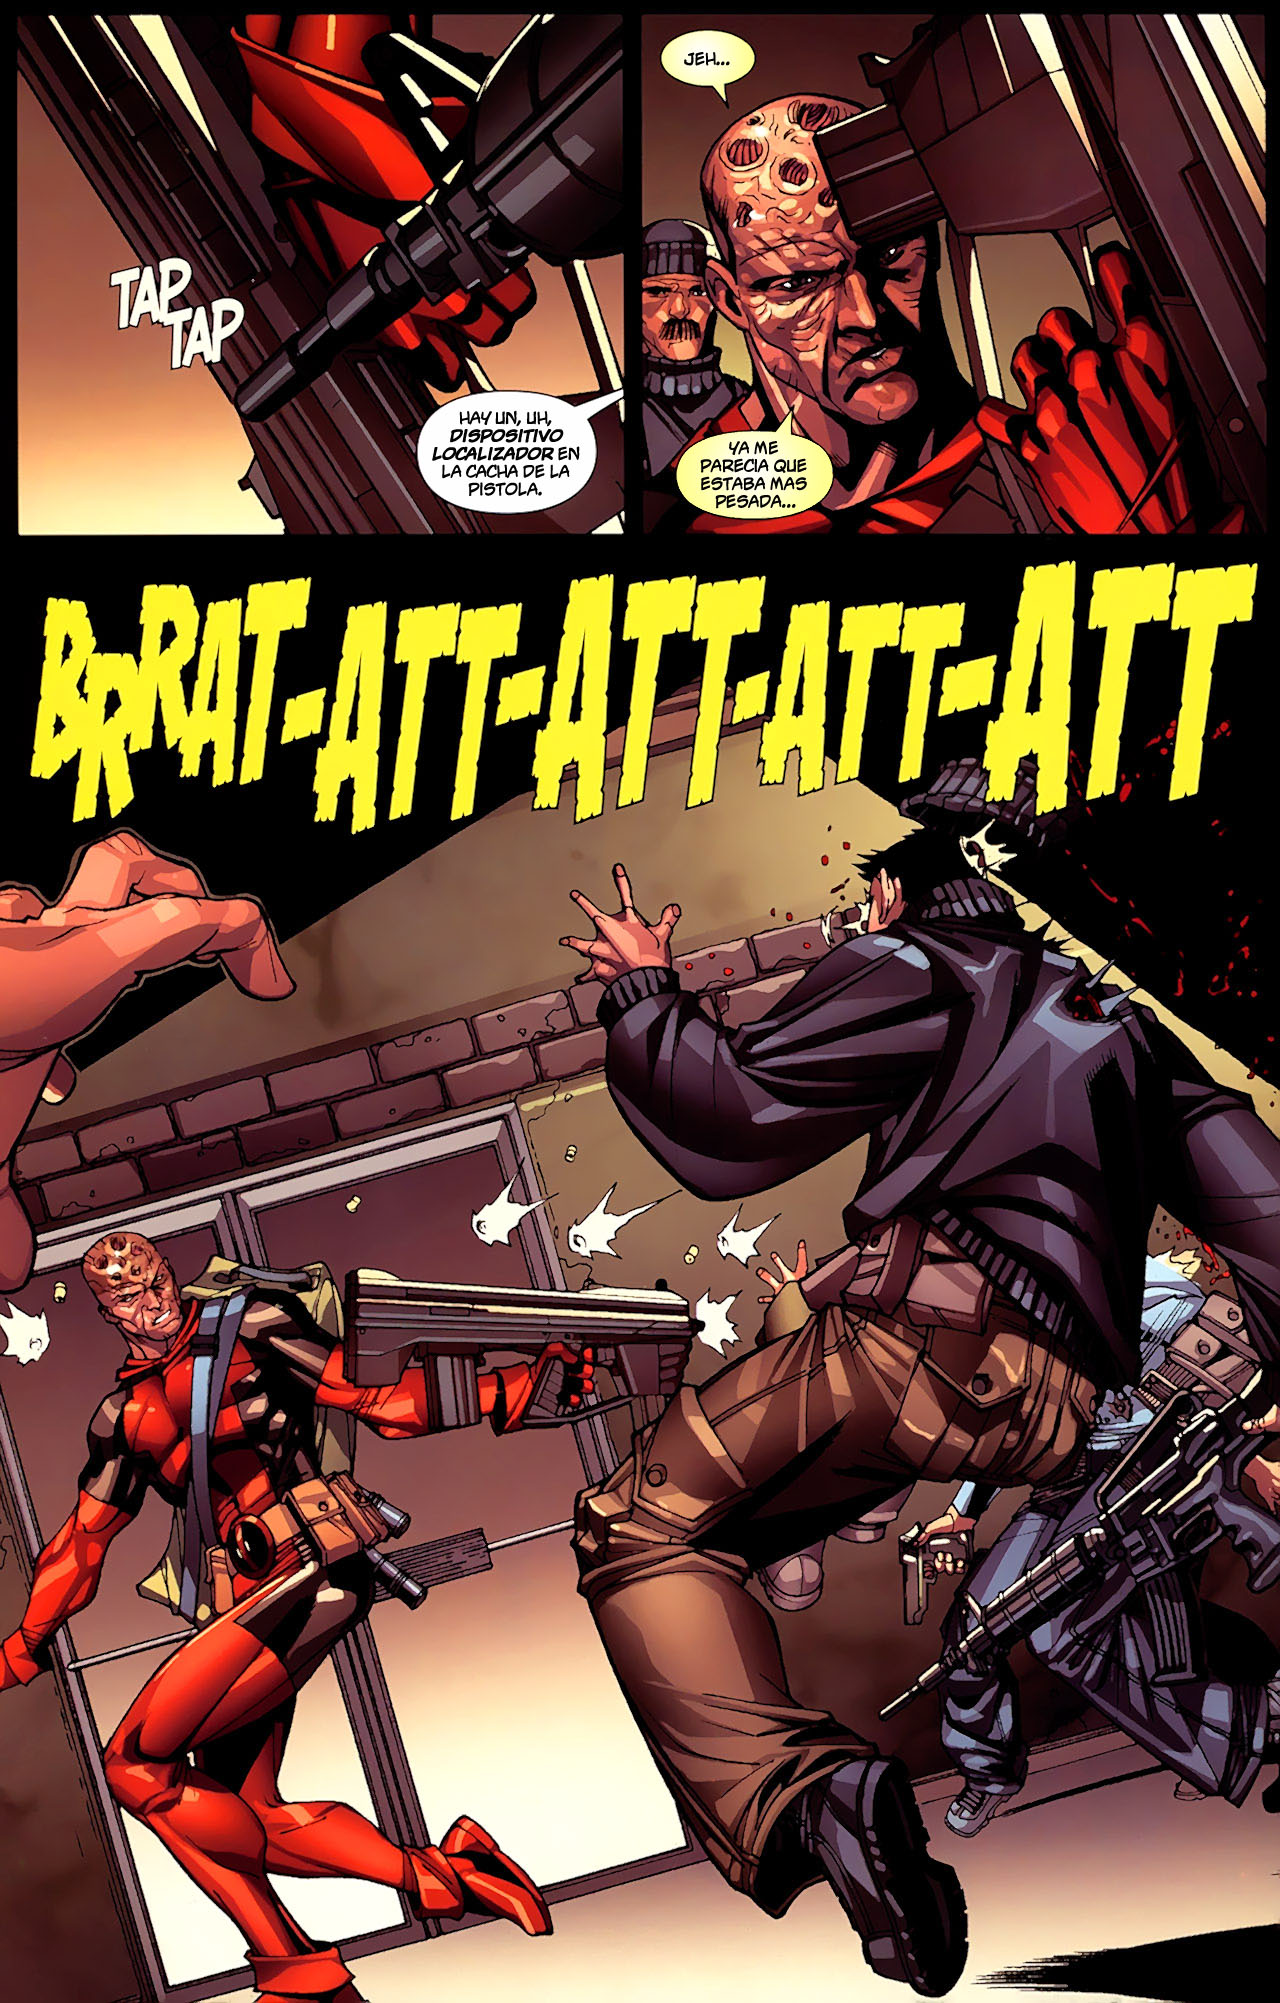 TAP
TAP
HAY UN, UH,
DISPOSITIVO
LOCALIZADOR EN
LA CACHA DE LA
PISTOLA.
JEH...
YA ME
PARECIA QUE
ESTABA MAS
PESADA...
BRRRAT-ATT-ATT-ATT-ATT